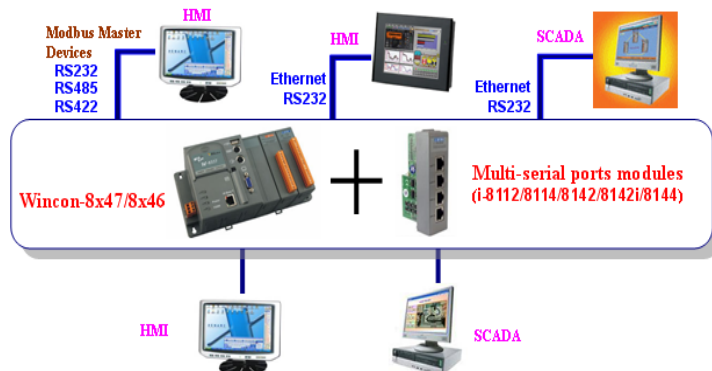 HMI
Modbus Master
Devices
RS232
RS485
RS422
HMI
Ethernet
RS232
SCADA
Ethernet
RS232
Wincon-8x47/8x46
Multi-serial ports modules
(i-8112/8114/8142/8142i/8144)
HMI
SCADA